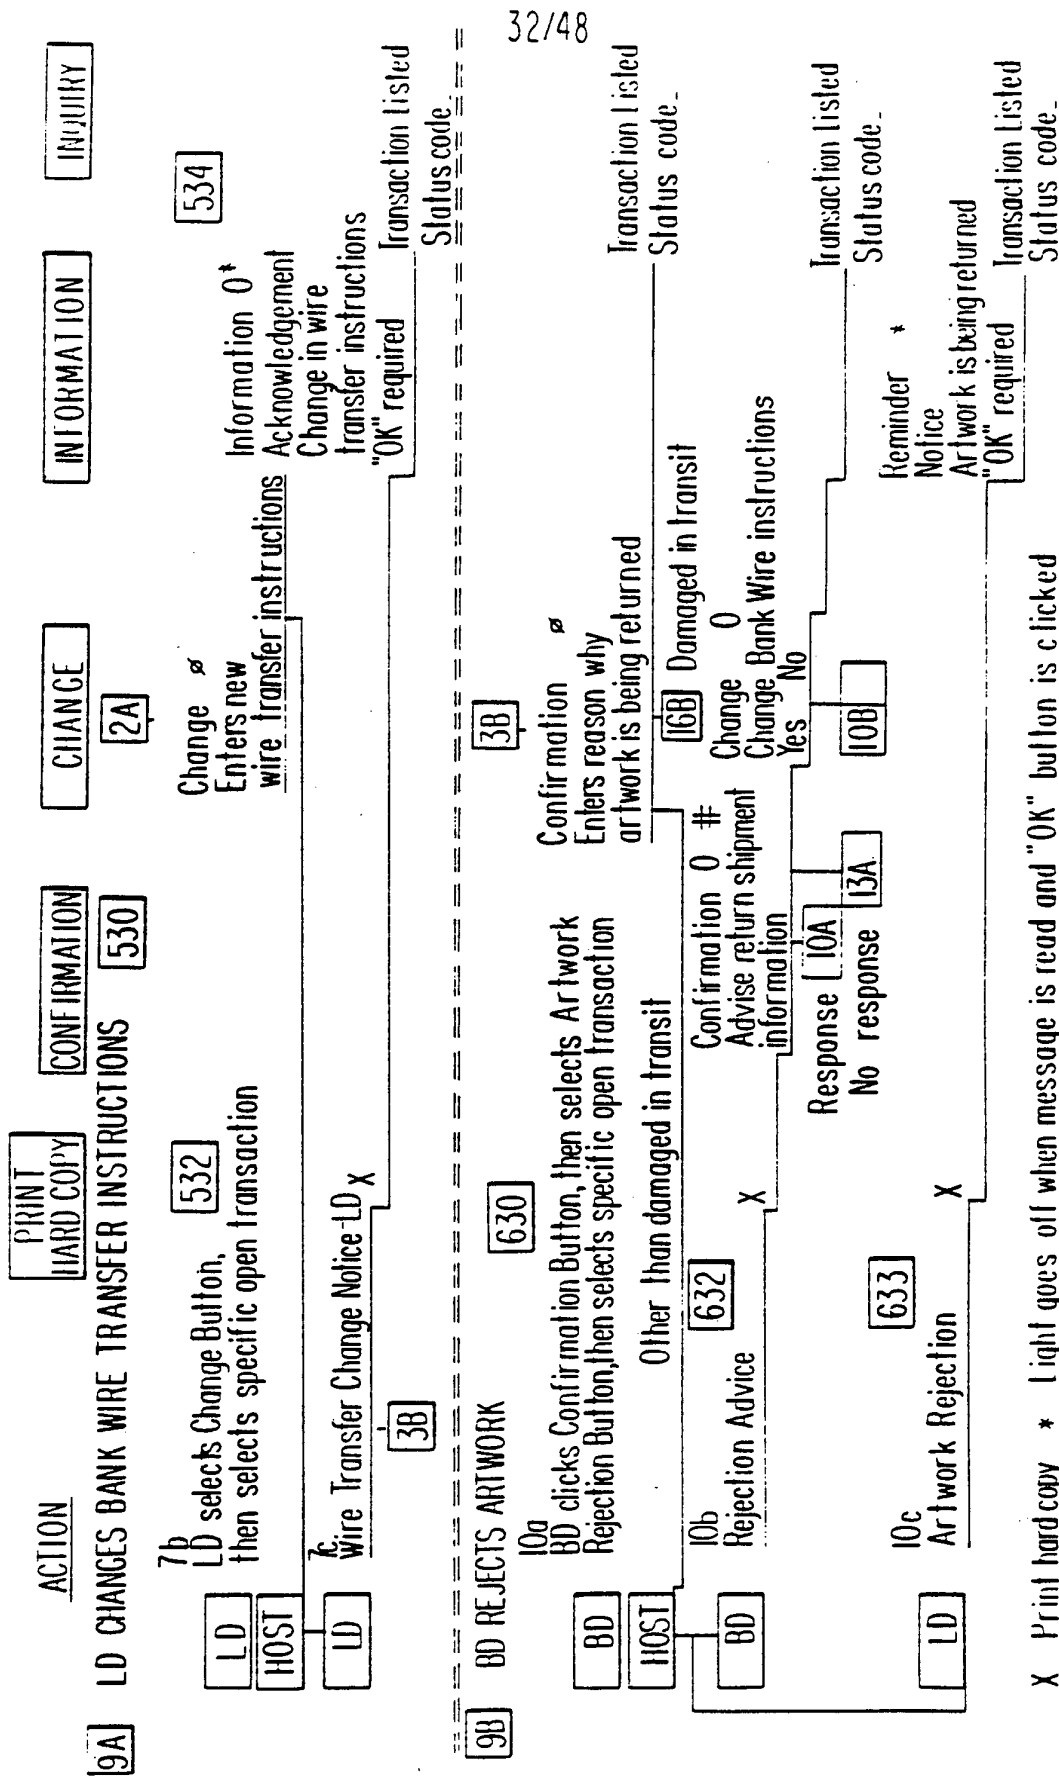 32/48
ACTION
PRINT
HARD COPY
CONFIRMATION
CHANGE
INFORMATION
INQUIRY
9A
LD CHANGES BANK WIRE TRANSFER INSTRUCTIONS
530
2A
7b
LD selects Change Button,
then selects specific open transaction
532
Change ø
Enters new
wire transfer instructions
534
Information O*
Acknowledgement
Change in wire
transfer instructions
"OK" required
Transaction Listed
Status code
LD
HOST
LD
7c
Wire Transfer Change Notice-LD X
3B
9B
BD REJECTS ARTWORK
630
3B
10a
BD clicks Confirmation Button, then selects Artwork
Rejection Button, then selects specific open transaction
Confirmation ø
Enters reason why
artwork is being returned
Transaction Listed
Status code
BD
HOST
Other than damaged in transit
16B
Damaged in transit
10b
Rejection Advice
632
X
Confirmation O #
Advise return shipment
information
Change O
Change Bank Wire instructions
Yes No
Transaction Listed
Status code
BD
Response
10A
No response
13A
10B
633
10c
Artwork Rejection X
Reminder *
Notice
Artwork is being returned
"OK" required
Transaction Listed
Status code
LD
X Print hard copy * Light goes off when message is read and "OK" button is clicked